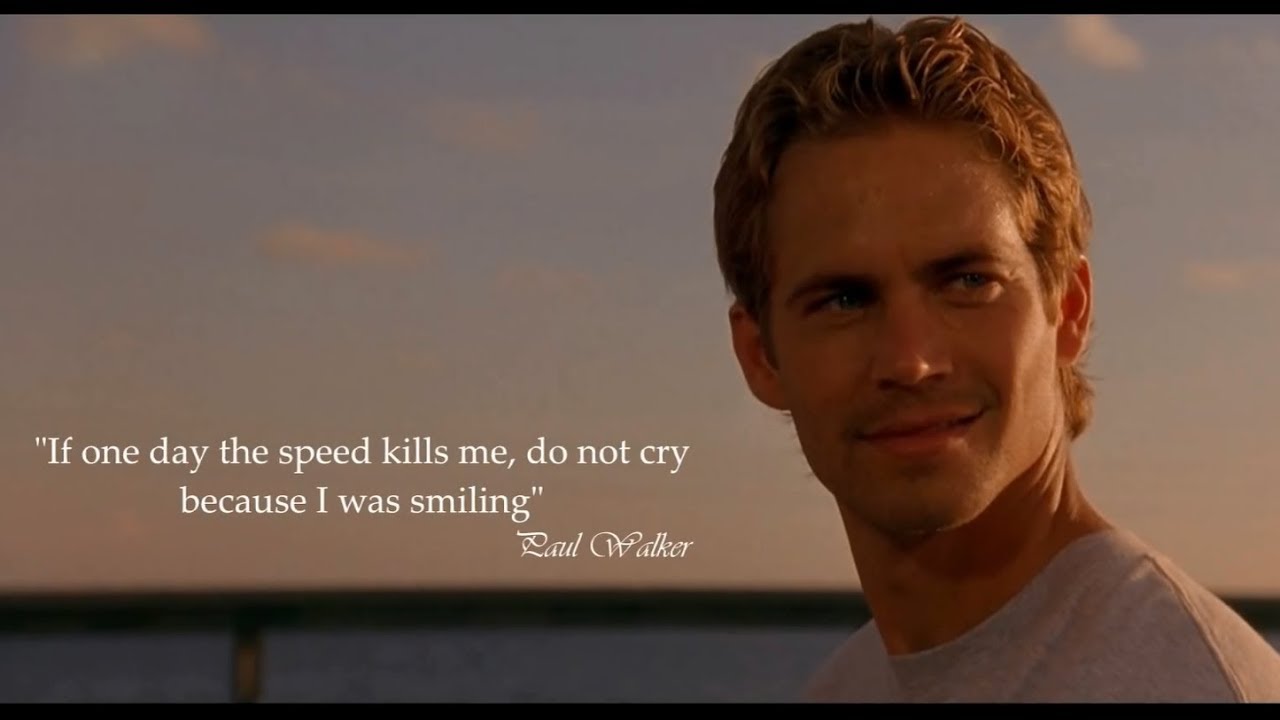 "If one day the speed kills me, do not cry
because I was smiling"
Paul Walker